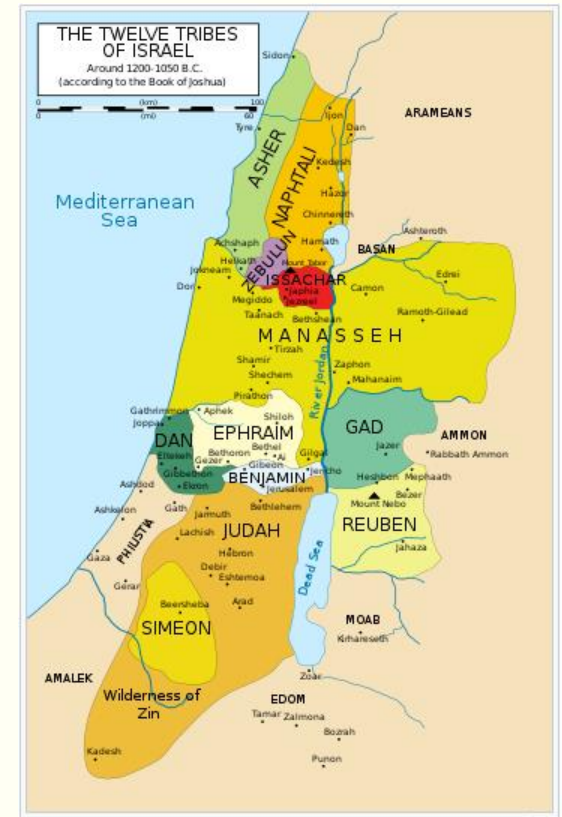 THE TWELVE TRIBES
OF ISRAEL
Around 1200-1050 B.C.
(according to the Book of Joshua)
0 (km) 100
0 (mi) 60
Sidon
Tyre
Ijon
Dan
ARAMEANS
ASHER
NAPHTALI
Kedesh
Hazor
Chinnereth
Mediterranean
Sea
Achshaph
Hamath
Ashteroth
BASAN
Helkath
ZEBULUN
Mount Tabor
Jokneam
ISSACHAR
Edrei
Dor
Japhia
Camon
Megiddo
Jezreel
Taanach
Bethshean
Ramoth-Gilead
MANASSEH
Tirzah
Shamir
Shechem
Zaphon
Mahanaim
River Jordan
Pirathon
Gathrimmon
Aphek
Joppa
Shiloh
DAN
EPHRAIM
GAD
AMMON
Eltekeh
Bethoron
Bethel
Ai
Gilgal
Jazer
Rabbath Ammon
Gezer
Gibeon
Jericho
Gibbethon
BENJAMIN
Heshbon
Mephaath
Ashdod
Ekron
Jerusalem
Bezer
Mount Nebo
Ashkelon
Gath
Jarmuth
Bethlehem
REUBEN
PHILISTIA
Lachish
JUDAH
Jahaza
Gaza
Hebron
Dead Sea
Debir
Eshtemoa
Gerar
Beersheba
Arad
MOAB
SIMEON
Kirhareseth
AMALEK
Zoar
Wilderness of
Zin
EDOM
Tamar
Zalmona
Bozrah
Kadesh
Punon